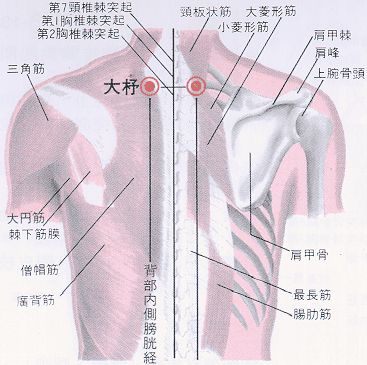 第7頸椎棘突起
第1胸椎棘突起
第2胸椎棘突起
頸板状筋
大菱形筋
小菱形筋
肩甲棘
肩峰
上腕骨頭
三角筋
大杼
大円筋
棘下筋膜
僧帽筋
廣背筋
背部内側膀胱経
肩甲骨
最長筋
腸肋筋